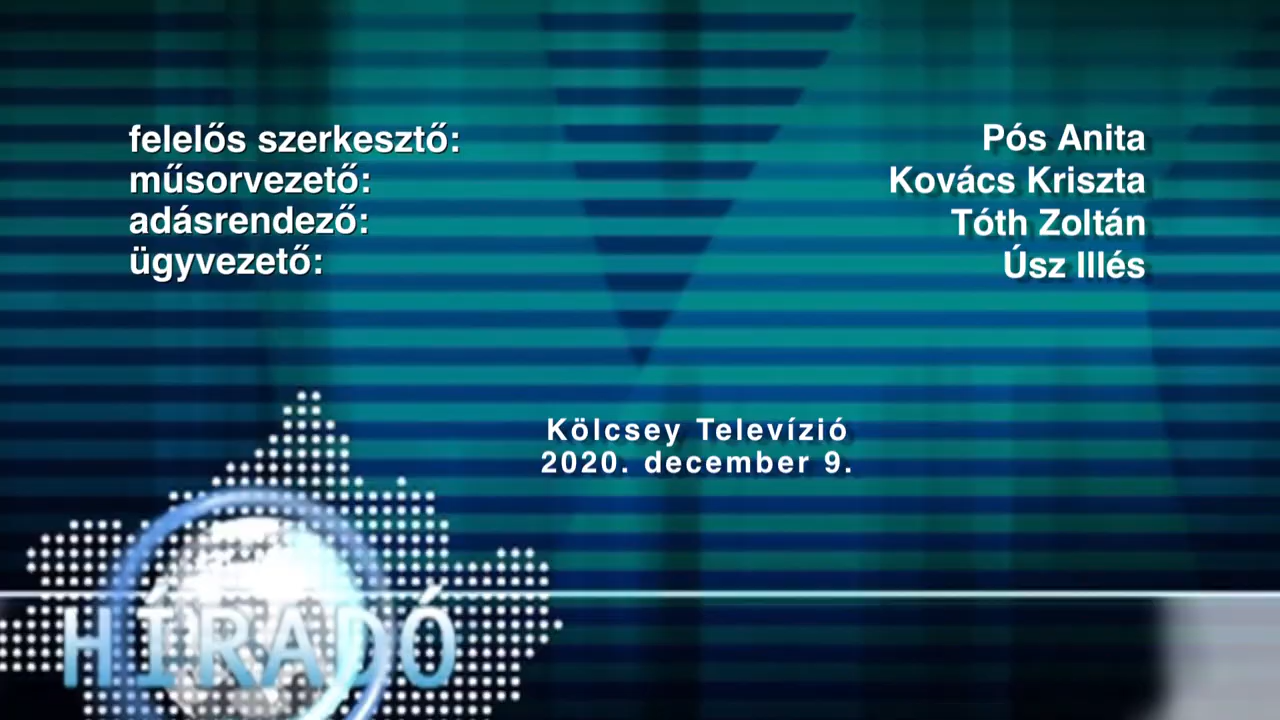 felelős szerkesztő: Pós Anita
műsorvezető: Kovács Kriszta
adásrendező: Tóth Zoltán
ügyvezető: Úsz Illés
Kölcsey Televízió
2020. december 9.
HÍRADÓ